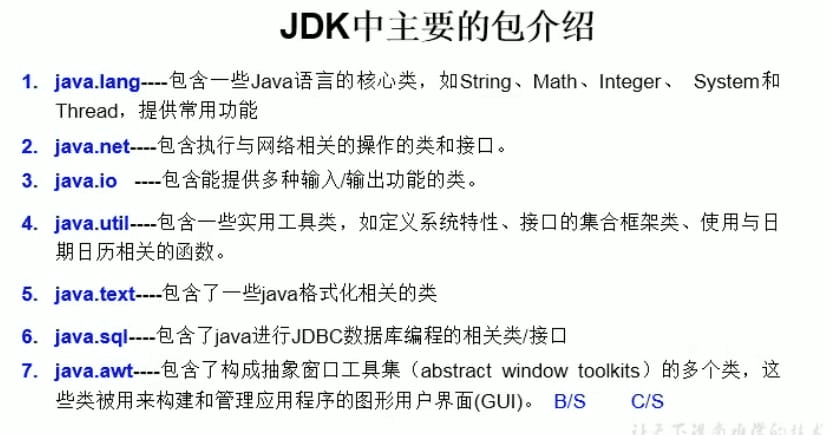 JDK中主要的包介绍
1. java.lang----包含一些Java语言的核心类，如String、Math、Integer、 System和
Thread，提供常用功能
2. java.net----包含执行与网络相关的操作的类和接口。
3. java.io ----包含能提供多种输入/输出功能的类。
4. java.util----包含一些实用工具类，如定义系统特性、接口的集合框架类、使用与日
期日历相关的函数。
5. java.text----包含了一些java格式化相关的类
6. java.sql----包含了java进行JDBC数据库编程的相关类/接口
7. java.awt----包含了构成抽象窗口工具集（abstract window toolkits）的多个类，这
些类被用来构建和管理应用程序的图形用户界面(GUI)。 B/S C/S